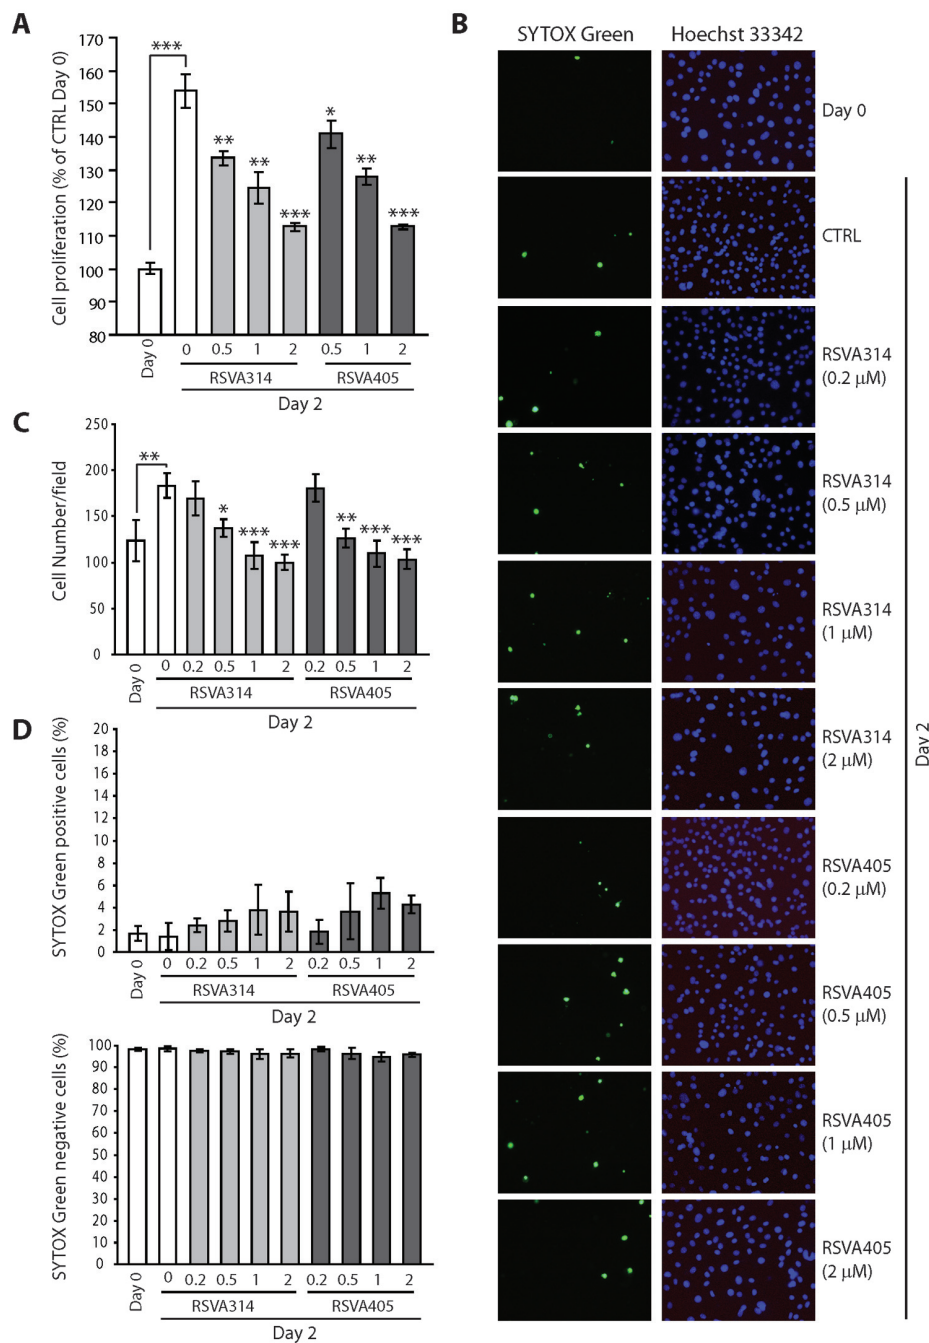 A
Cell proliferation (% of CTRL Day 0)
170
160
150
140
130
120
110
100
90
80
***
**
**
***
*
**
***
Day 0
0
0.5
1
2
0.5
1
2
RSVA314
RSVA405
Day 2
B
SYTOX Green
Hoechst 33342
Day 0
CTRL
RSVA314
(0.2 μM)
RSVA314
(0.5 μM)
RSVA314
(1 μM)
RSVA314
(2 μM)
RSVA405
(0.2 μM)
RSVA405
(0.5 μM)
RSVA405
(1 μM)
RSVA405
(2 μM)
Day 2
C
Cell Number/field
250
200
150
100
50
0
**
*
***
***
**
***
***
Day 0
0
0.2
0.5
1
2
0.2
0.5
1
2
RSVA314
RSVA405
Day 2
D
SYTOX Green positive cells (%)
20
18
16
14
12
10
8
6
4
2
0
Day 0
0
0.2
0.5
1
2
0.2
0.5
1
2
RSVA314
RSVA405
Day 2
SYTOX Green negative cells (%)
100
90
80
70
60
50
40
30
20
10
0
Day 0
0
0.2
0.5
1
2
0.2
0.5
1
2
RSVA314
RSVA405
Day 2